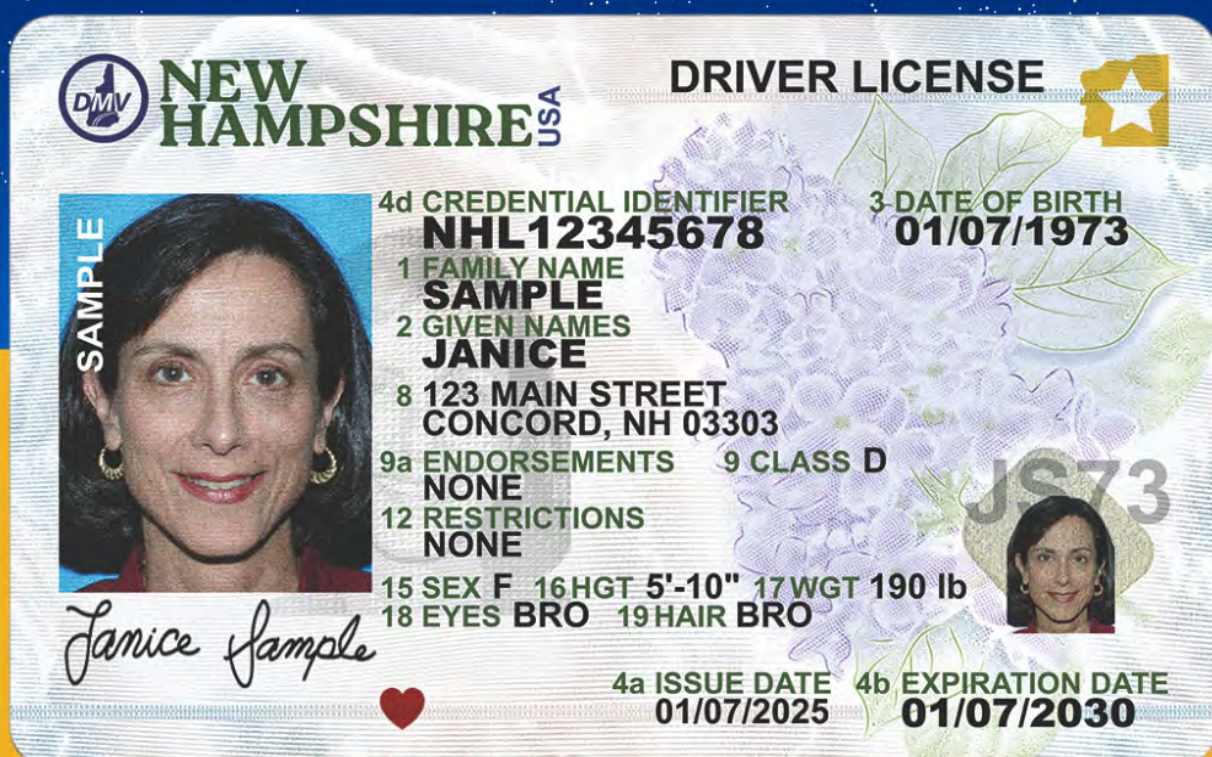 DMV
NEW
HAMPSHIRE
USA
DRIVER LICENSE
SAMPLE
4d CREDENTIAL IDENTIFIER
NHL12345678
3 DATE OF BIRTH
01/07/1973
1 FAMILY NAME
SAMPLE
2 GIVEN NAMES
JANICE
8 123 MAIN STREET
CONCORD, NH 03303
9a ENDORSEMENTS 9 CLASS D
NONE
12 RESTRICTIONS
NONE
JS73
15 SEX F 16 HGT 5'-10" 17 WGT 190 lb
18 EYES BRO 19 HAIR BRO
Janice Sample
4a ISSUE DATE
01/07/2025
4b EXPIRATION DATE
01/07/2030